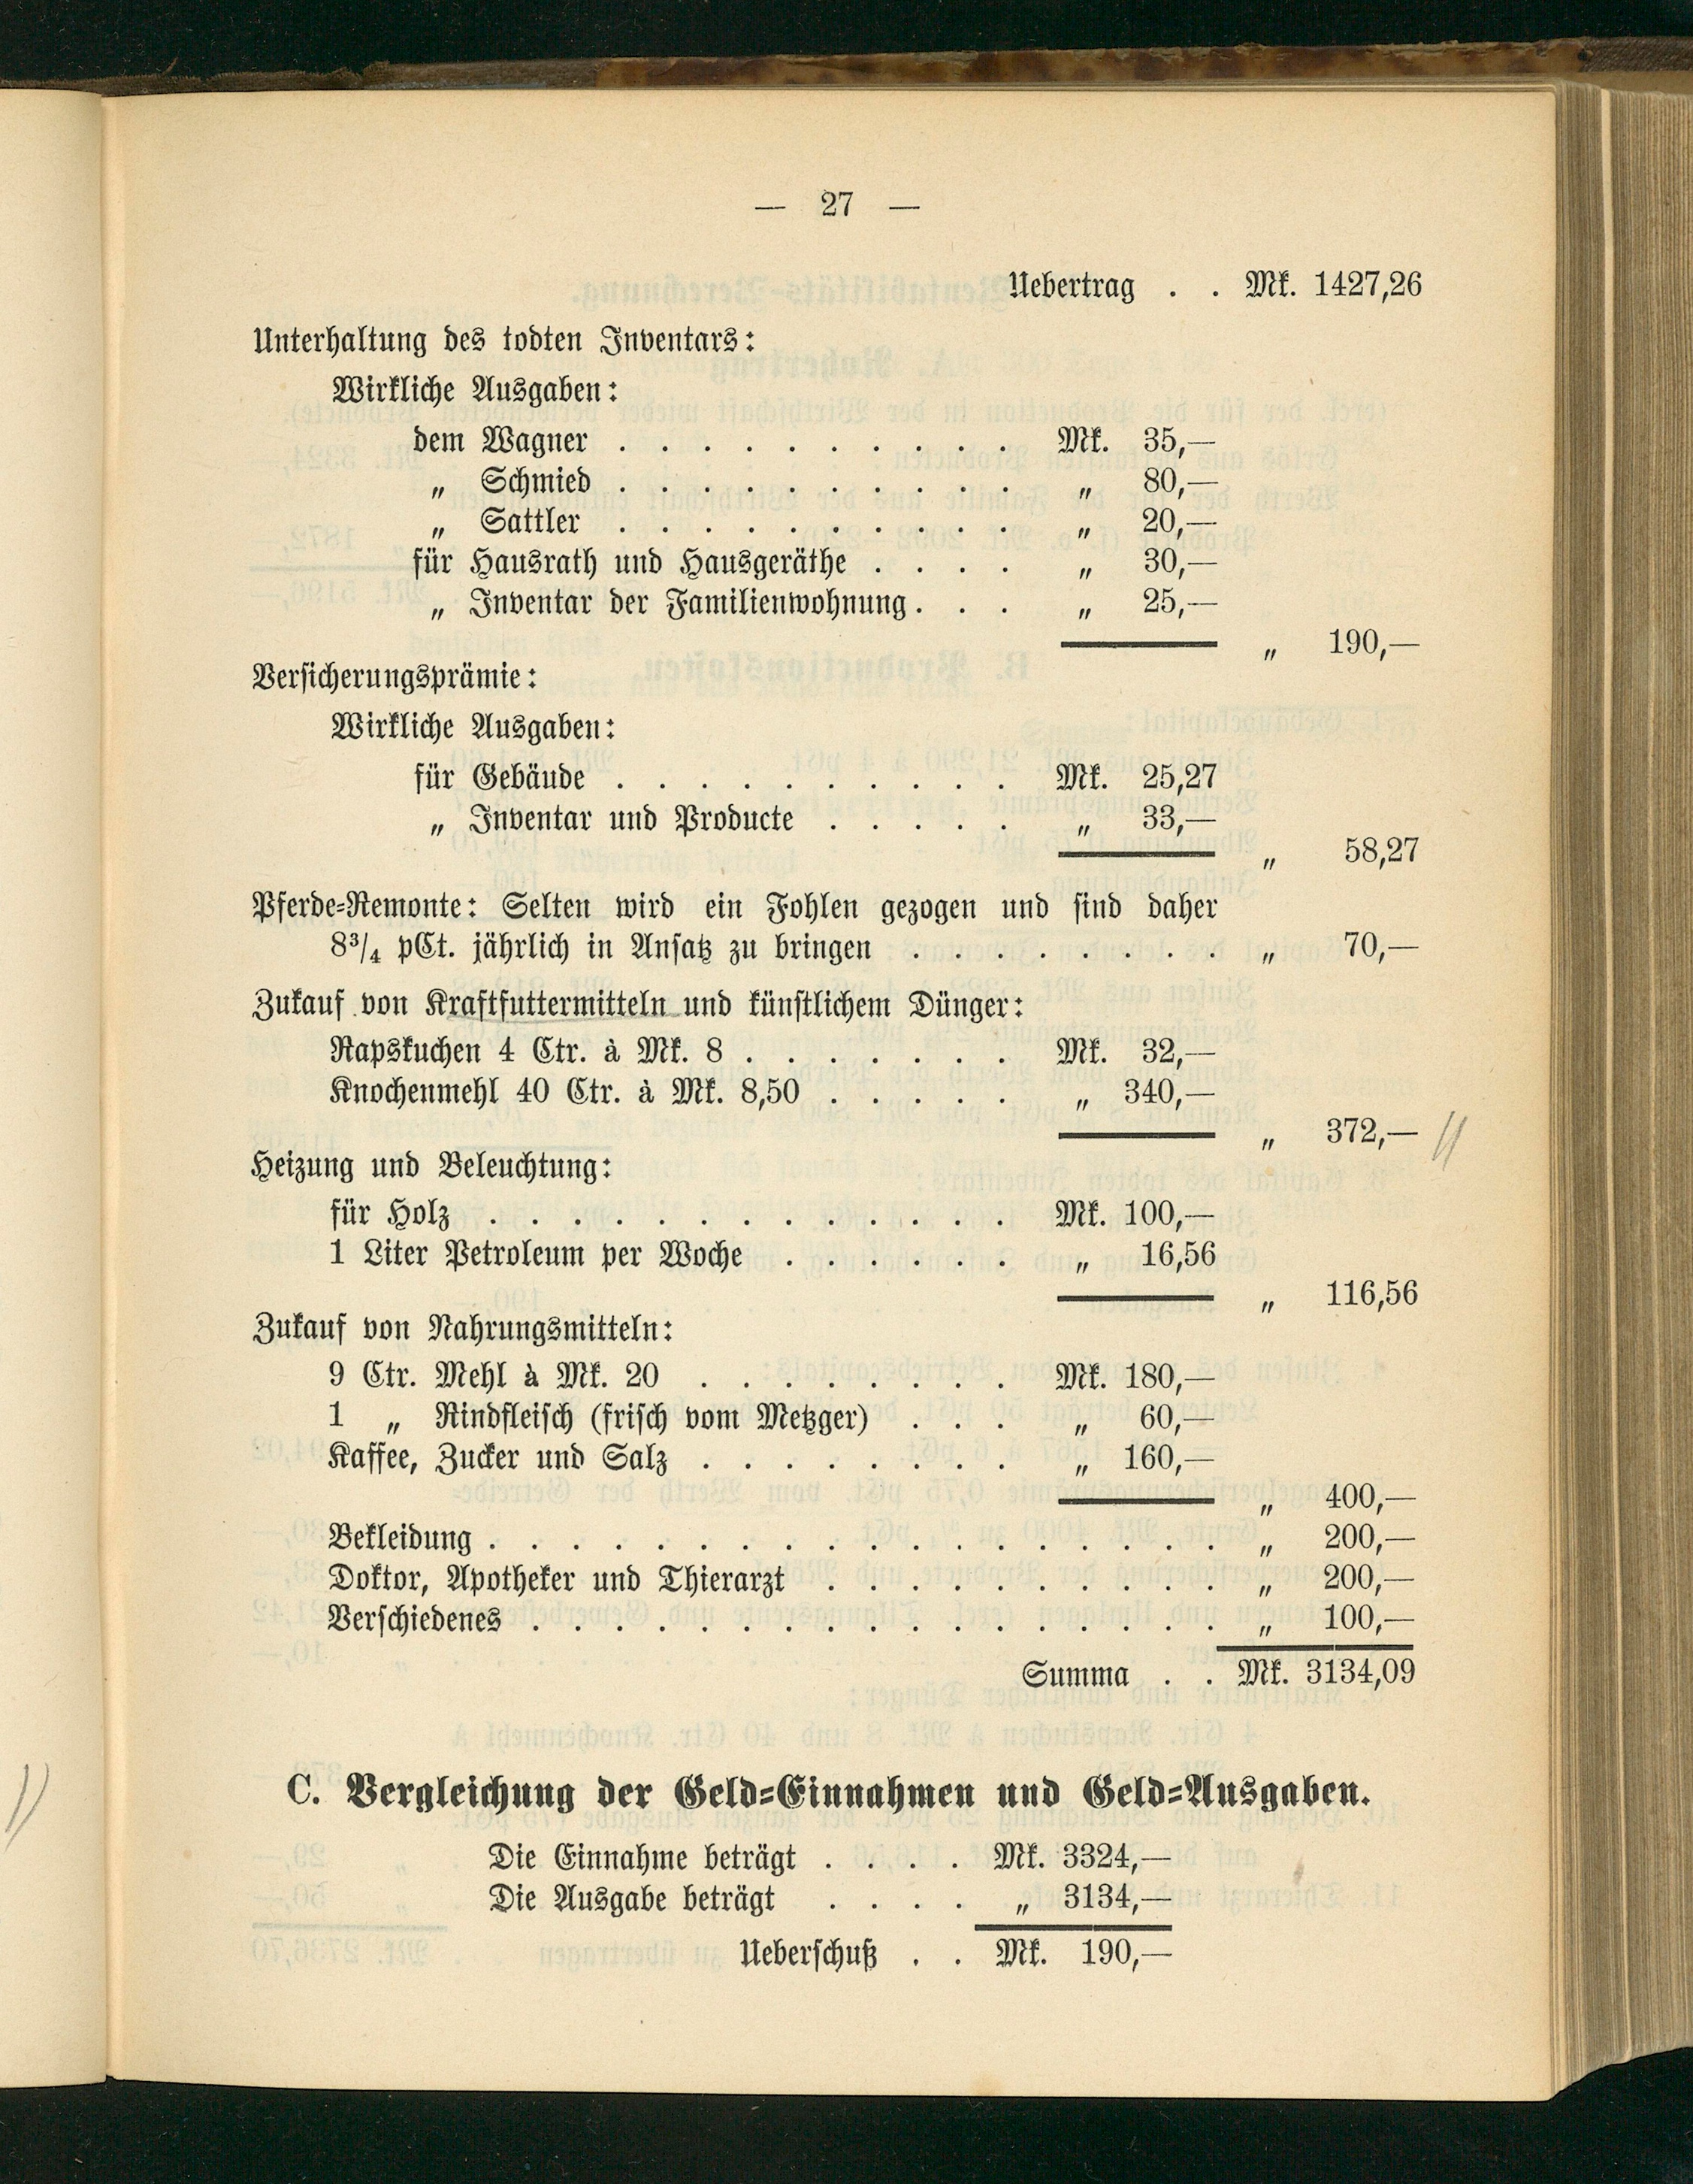 — 27 —
Uebertrag . . Mk. 1427,26
Unterhaltung des todten Inventars:
Wirkliche Ausgaben:
dem Wagner . . . . . . . . . . Mk. 35,—
„ Schmied . . . . . . . . . . „ 80,—
„ Sattler . . . . . . . . . . „ 20,—
für Hausrath und Hausgeräthe . . . . „ 30,—
„ Inventar der Familienwohnung. . . „ 25,—
„ 190,—
Versicherungsprämie:
Wirkliche Ausgaben:
für Gebäude . . . . . . . . . . Mk. 25,27
„ Inventar und Producte . . . . . „ 33,—
„ 58,27
Pferde-Remonte: Selten wird ein Fohlen gezogen und sind daher
8³/₄ pCt. jährlich in Ansatz zu bringen . . . . . . . . „ 70,—
Zukauf von Kraftfuttermitteln und künstlichem Dünger:
Rapskuchen 4 Ctr. à Mk. 8 . . . . . . . Mk. 32,—
Knochenmehl 40 Ctr. à Mk. 8,50 . . . . . „ 340,—
„ 372,—
Heizung und Beleuchtung:
für Holz . . . . . . . . . . . . . Mk. 100,—
1 Liter Petroleum per Woche . . . . . . „ 16,56
„ 116,56
Zukauf von Nahrungsmitteln:
9 Ctr. Mehl à Mk. 20 . . . . . . . . Mk. 180,—
1 „ Rindfleisch (frisch vom Metzger) . . . „ 60,—
Kaffee, Zucker und Salz . . . . . . . . „ 160,—
„ 400,—
Bekleidung . . . . . . . . . . . . . . . . . . „ 200,—
Doktor, Apotheker und Thierarzt . . . . . . . . . . „ 200,—
Verschiedenes . . . . . . . . . . . . . . . . . „ 100,—
Summa . . Mk. 3134,09
C. Vergleichung der Geld-Einnahmen und Geld-Ausgaben.
Die Einnahme beträgt . . . . Mk. 3324,—
Die Ausgabe beträgt . . . . „ 3134,—
Ueberschuß . . Mk. 190,—